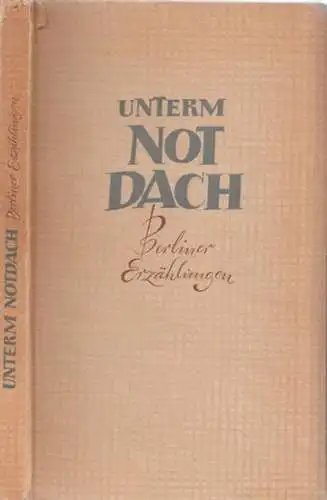 UNTERM
NOT
DACH
Berliner
Erzählungen
UNTERM NOTDACH Berliner Erzählungen